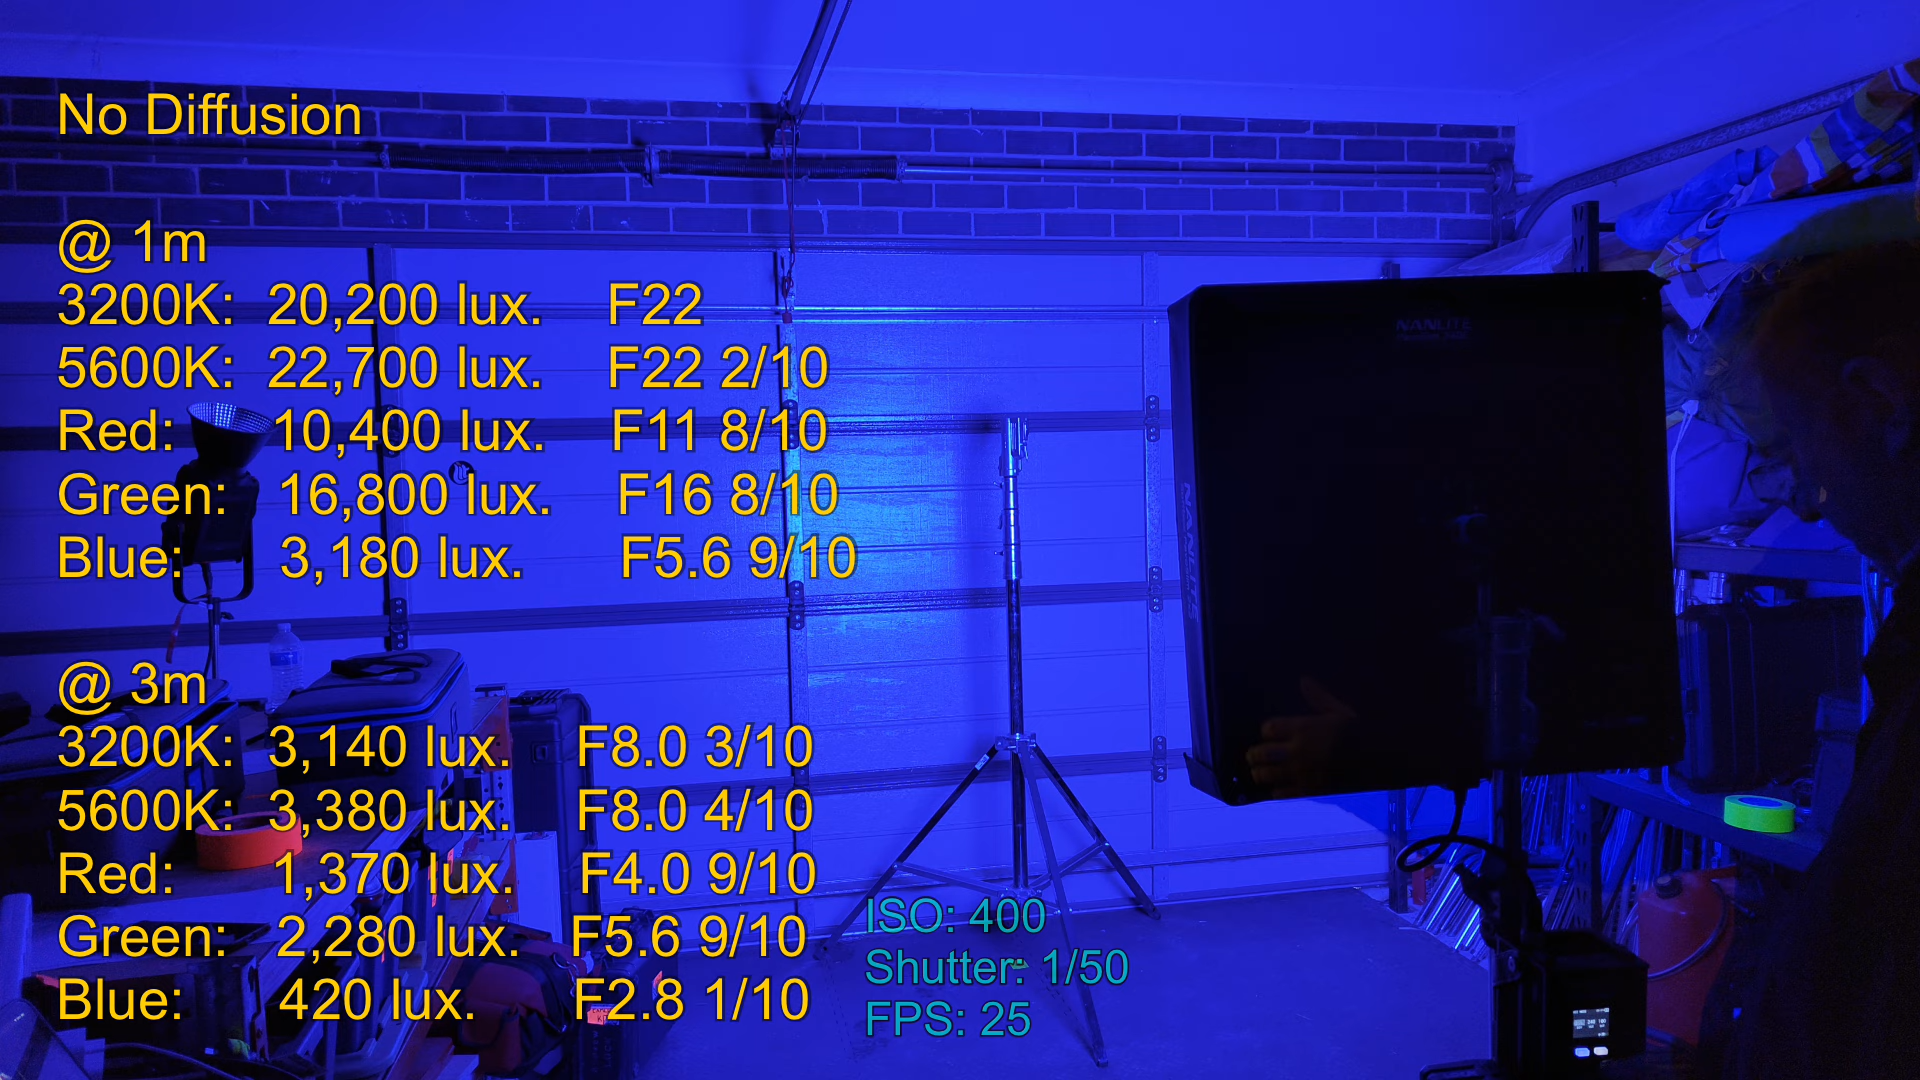 No Diffusion
@ 1m
3200K: 20,200 lux. F22
5600K: 22,700 lux. F22 2/10
Red: 10,400 lux. F11 8/10
Green: 16,800 lux. F16 8/10
Blue: 3,180 lux. F5.6 9/10
@ 3m
3200K: 3,140 lux. F8.0 3/10
5600K: 3,380 lux. F8.0 4/10
Red: 1,370 lux. F4.0 9/10
Green: 2,280 lux. F5.6 9/10
Blue: 420 lux. F2.8 1/10
ISO: 400
Shutter: 1/50
FPS: 25
NANLITE
NANLITE